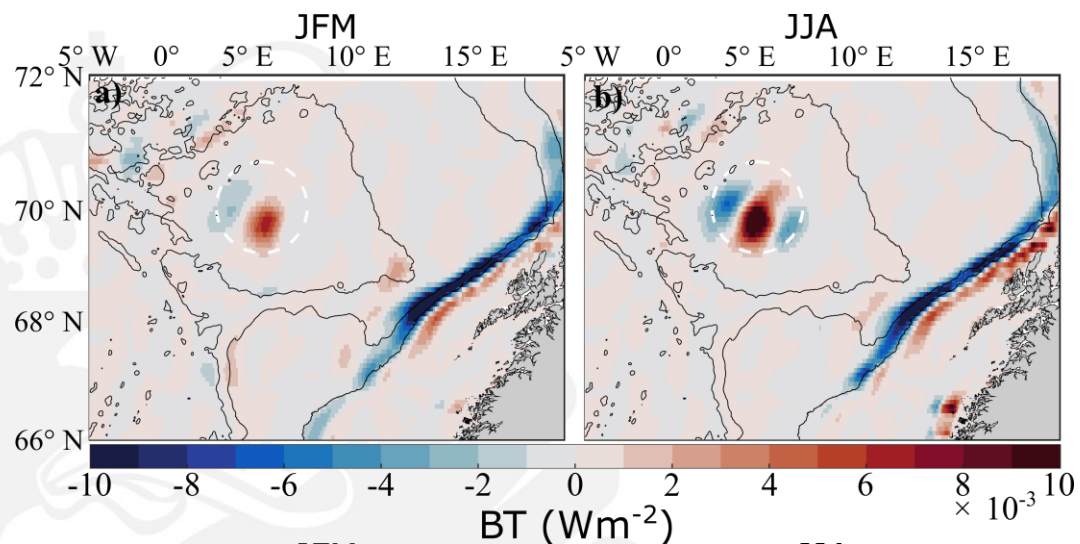 JFM JJA
5° W 0° 5° E 10° E 15° E 5° W 0° 5° E 10° E 15° E
72° N
a) b)
70° N
68° N
66° N
-10 -8 -6 -4 -2 0 2 4 6 8 10
× 10⁻³
BT (Wm⁻²)